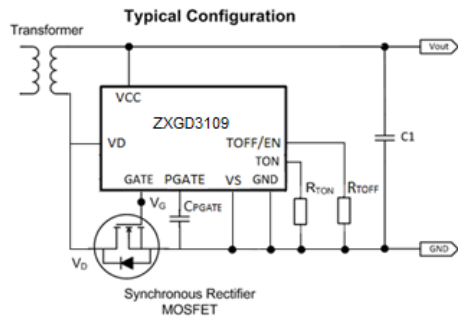 Typical Configuration
Transformer
Vout
VCC
ZXGD3109
C1
VD
TOFF/EN
TON
GATE PGATE VS GND
RTON
RTOFF
VG
CPGATE
VD
GND
Synchronous Rectifier
MOSFET